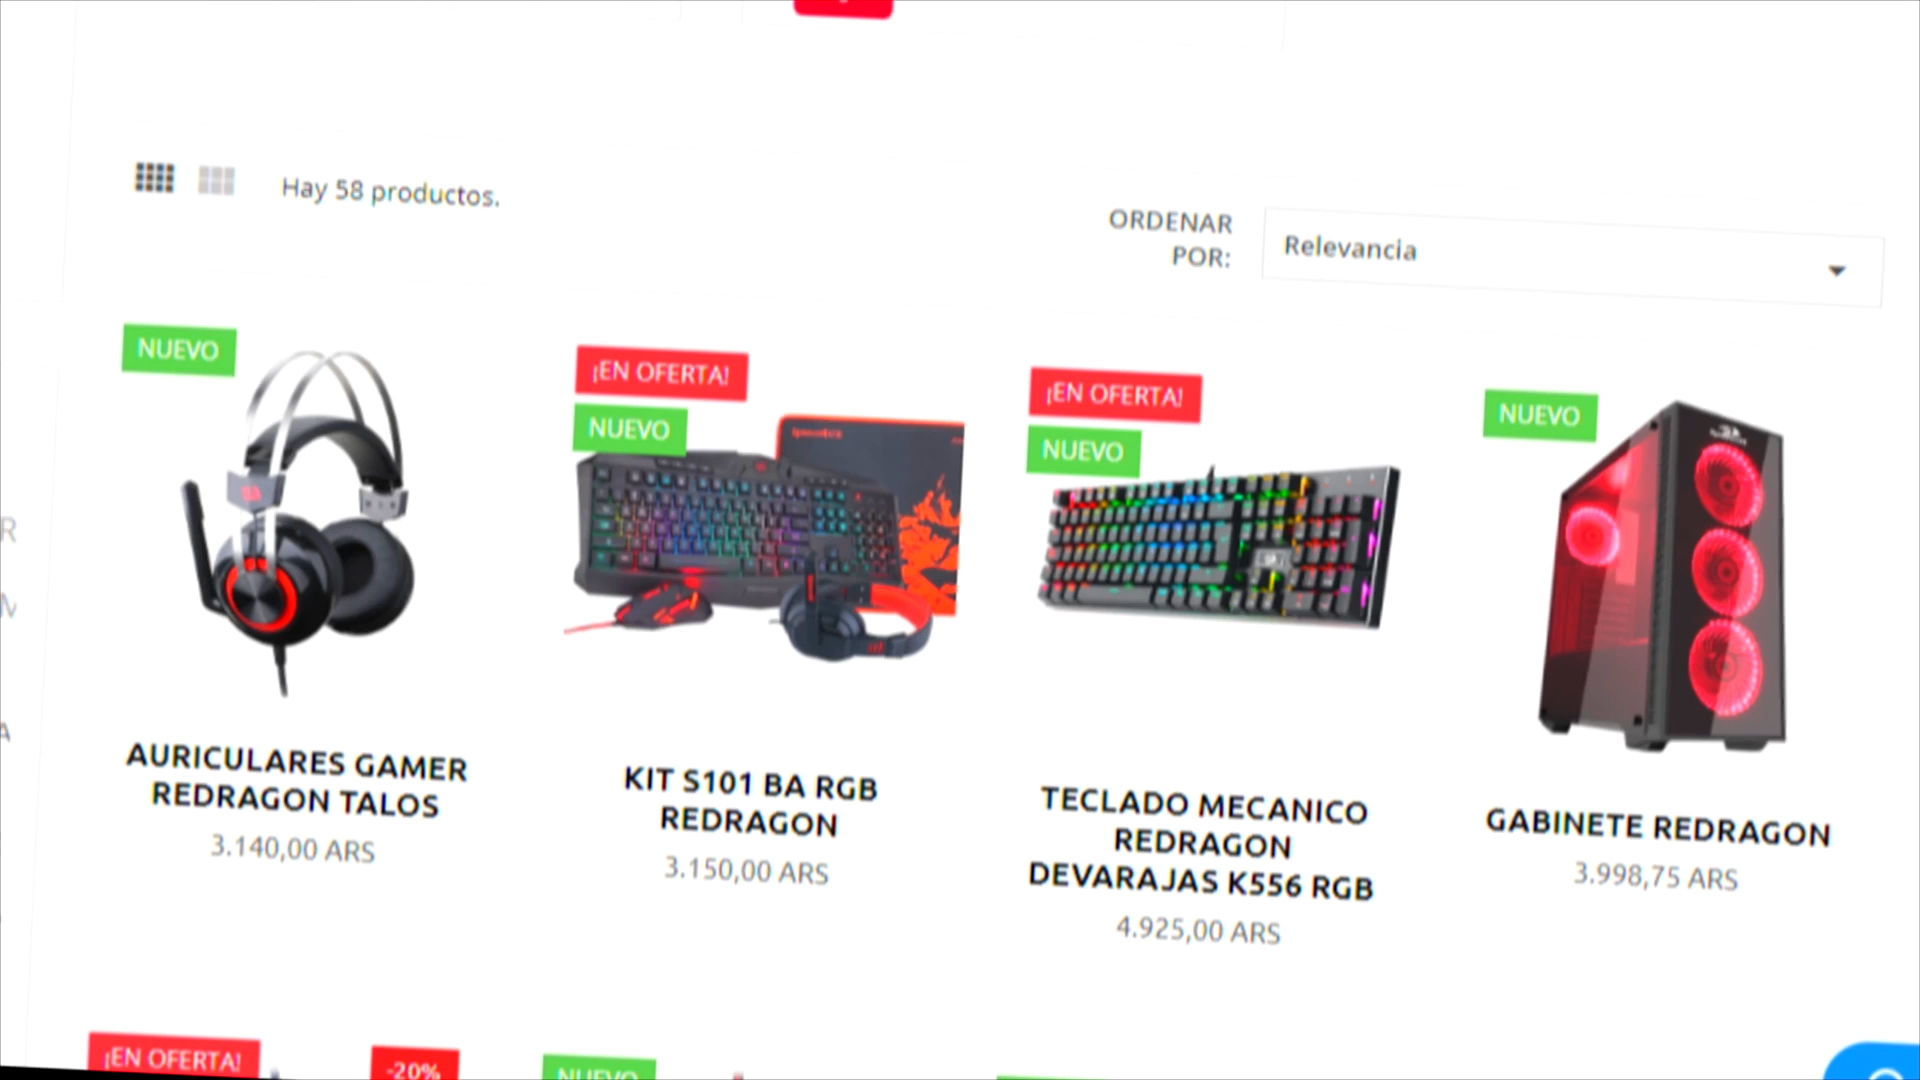 Hay 58 productos.
ORDENAR
POR:
Relevancia
NUEVO
¡EN OFERTA!
NUEVO
¡EN OFERTA!
NUEVO
NUEVO
AURICULARES GAMER
REDRAGON TALOS
3.140,00 ARS
KIT S101 BA RGB
REDRAGON
3.150,00 ARS
TECLADO MECANICO
REDRAGON
DEVARAJAS K556 RGB
4.925,00 ARS
GABINETE REDRAGON
3.998,75 ARS
¡EN OFERTA!
-20%
NUEVO